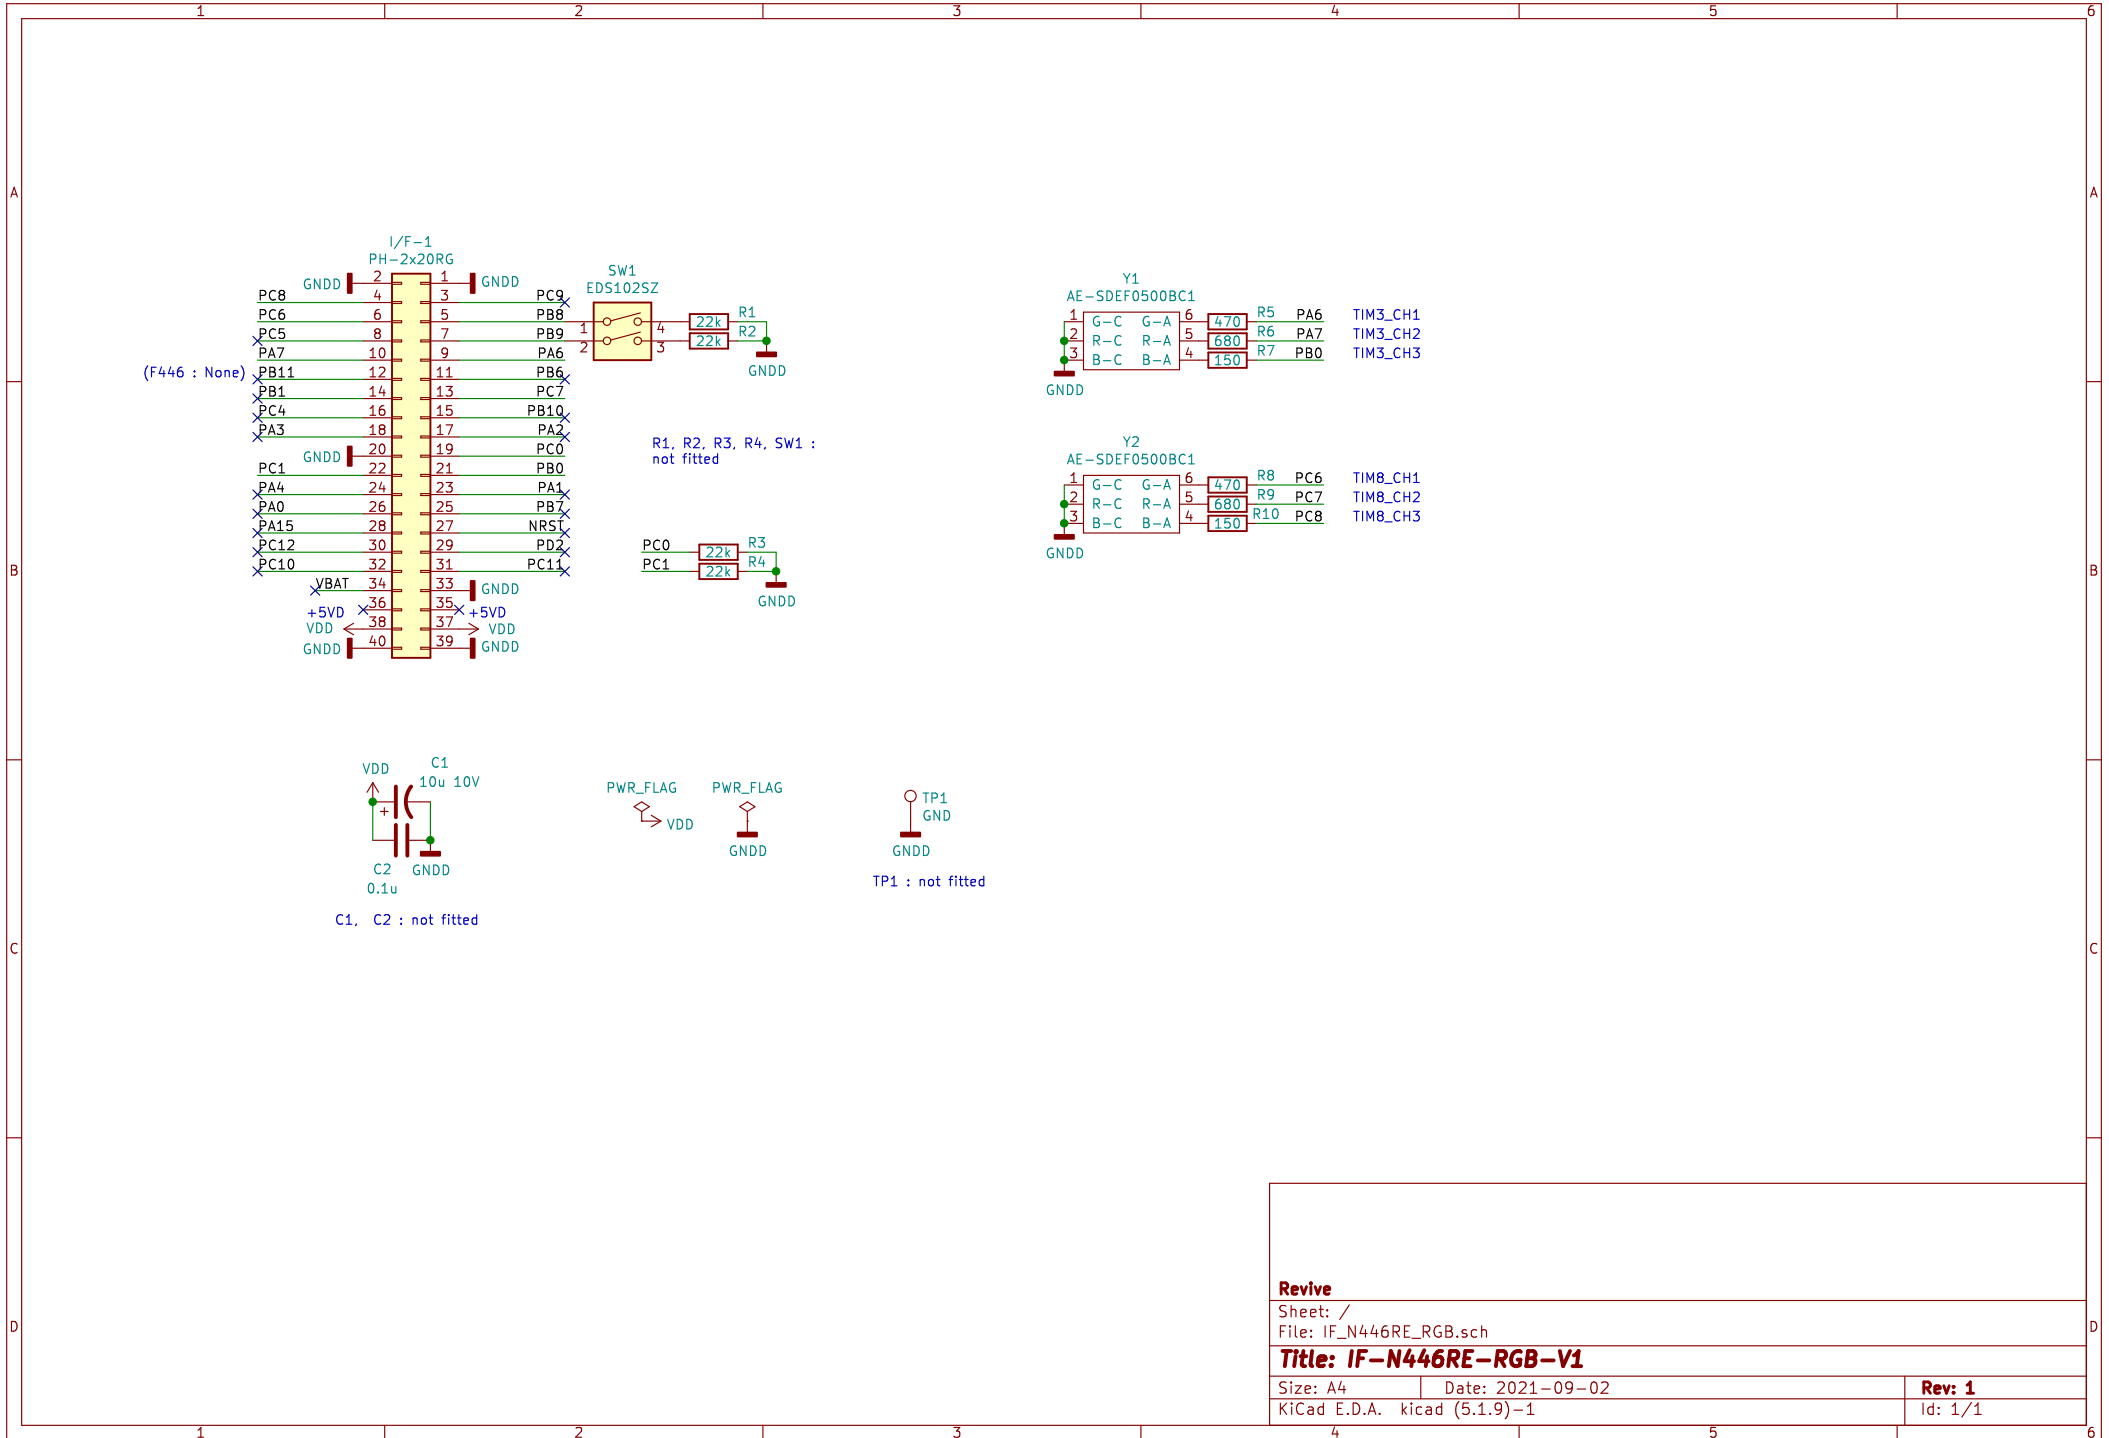 1 2 3 4 5 6
A A
I/F-1
PH-2x20RG
GNDD 2 1 GNDD
PC8 4 3 PC9
PC6 6 5 PB8
PC5 8 7 PB9
PA7 10 9 PA6
(F446 : None) PB11 12 11 PB6
PB1 14 13 PC7
PC4 16 15 PB10
PA3 18 17 PA2
GNDD 20 19 PC0
PC1 22 21 PB0
PA4 24 23 PA1
PA0 26 25 PB7
PA15 28 27 NRST
PC12 30 29 PD2
PC10 32 31 PC11
VBAT 34 33 GNDD
+5VD 36 35 +5VD
VDD 38 37 VDD
GNDD 40 39 GNDD
SW1
EDS102SZ
1 4 22k R1
2 3 22k R2
GNDD
R1, R2, R3, R4, SW1 :
not fitted
PC0 22k R3
PC1 22k R4
GNDD
Y1
AE-SDEF0500BC1
1 G-C G-A 6 470 R5 PA6 TIM3_CH1
2 R-C R-A 5 680 R6 PA7 TIM3_CH2
3 B-C B-A 4 150 R7 PB0 TIM3_CH3
GNDD
Y2
AE-SDEF0500BC1
1 G-C G-A 6 470 R8 PC6 TIM8_CH1
2 R-C R-A 5 680 R9 PC7 TIM8_CH2
3 B-C B-A 4 150 R10 PC8 TIM8_CH3
GNDD
B B
VDD
C1
10u 10V
+
C2
0.1u
GNDD
C1, C2 : not fitted
PWR_FLAG
VDD
PWR_FLAG
GNDD
TP1
GND
GNDD
TP1 : not fitted
C C
Revive
Sheet: /
File: IF_N446RE_RGB.sch
Title: IF-N446RE-RGB-V1
Size: A4 Date: 2021-09-02 Rev: 1
KiCad E.D.A. kicad (5.1.9)-1 Id: 1/1
D D
1 2 3 4 5 6